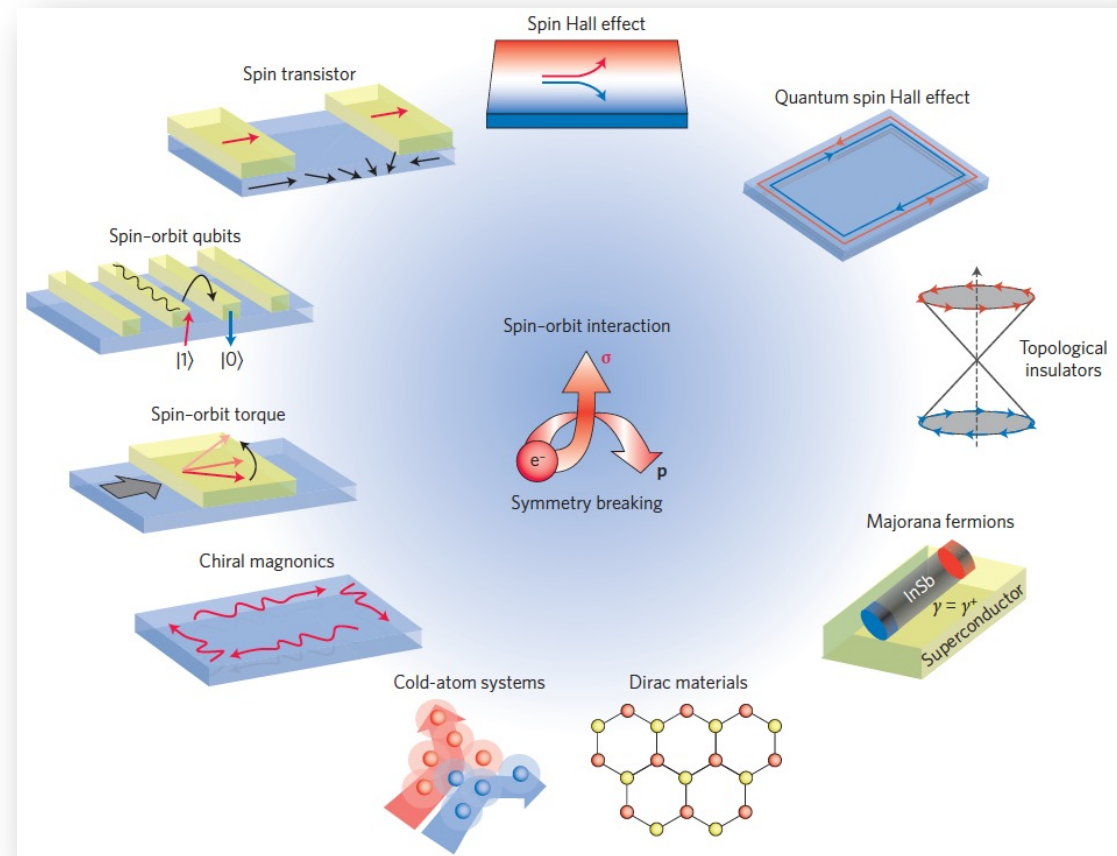 Spin Hall effect
Spin transistor
Quantum spin Hall effect
Spin–orbit qubits
|1⟩ |0⟩
Spin–orbit interaction
σ
e⁻
p
Symmetry breaking
Topological
insulators
Spin-orbit torque
Majorana fermions
InSb
γ = γ⁺
Superconductor
Chiral magnonics
Cold-atom systems
Dirac materials